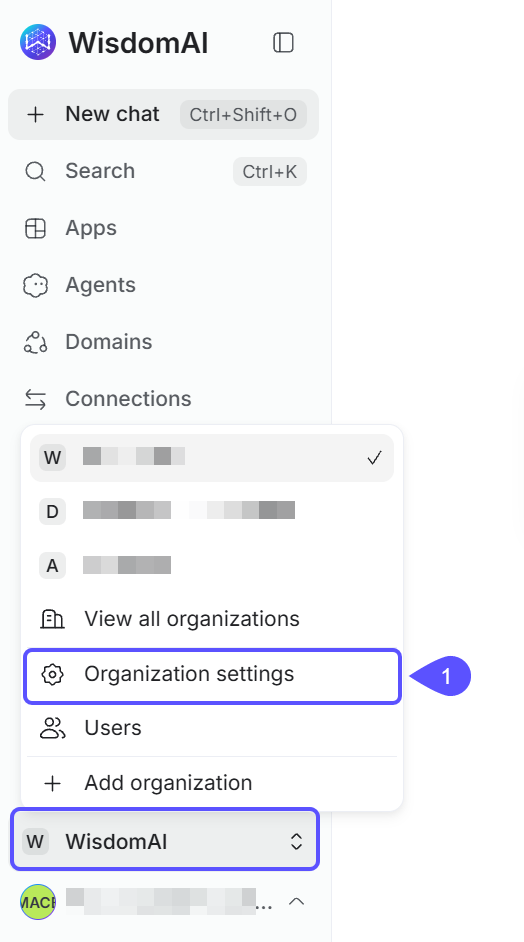 WisdomAI
New chat Ctrl+Shift+O
Search Ctrl+K
Apps
Agents
Domains
Connections
W
D
A
View all organizations
Organization settings 1
Users
Add organization
W WisdomAI
...